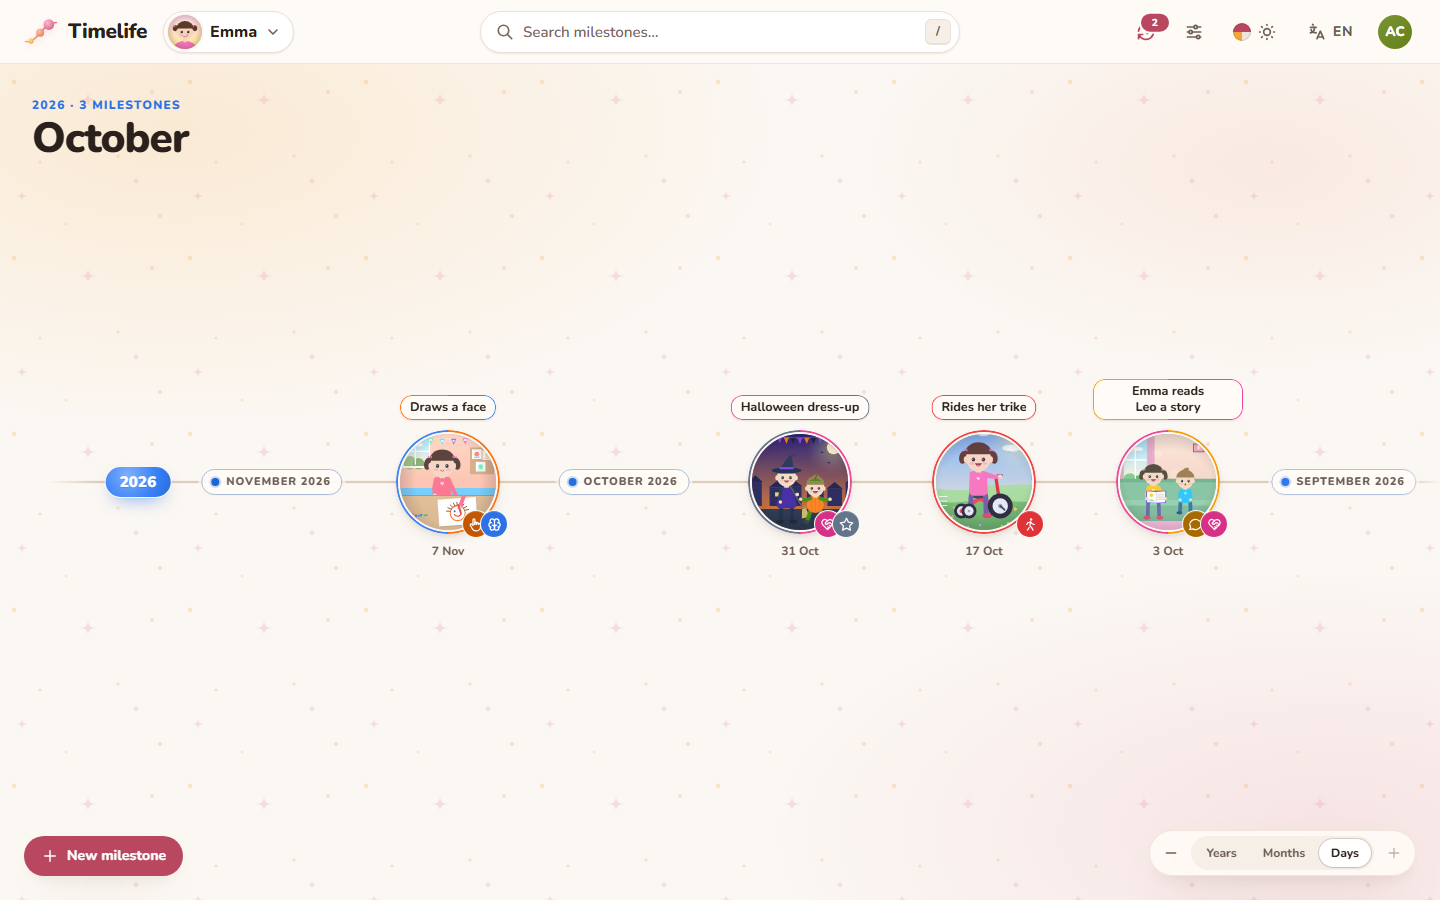 Timelife
Emma
Search milestones...
/
2
EN
AC
2026 · 3 MILESTONES
October
2026
NOVEMBER 2026
Draws a face
7 Nov
OCTOBER 2026
Halloween dress-up
31 Oct
Rides her trike
17 Oct
Emma reads
Leo a story
3 Oct
SEPTEMBER 2026
New milestone
Years
Months
Days